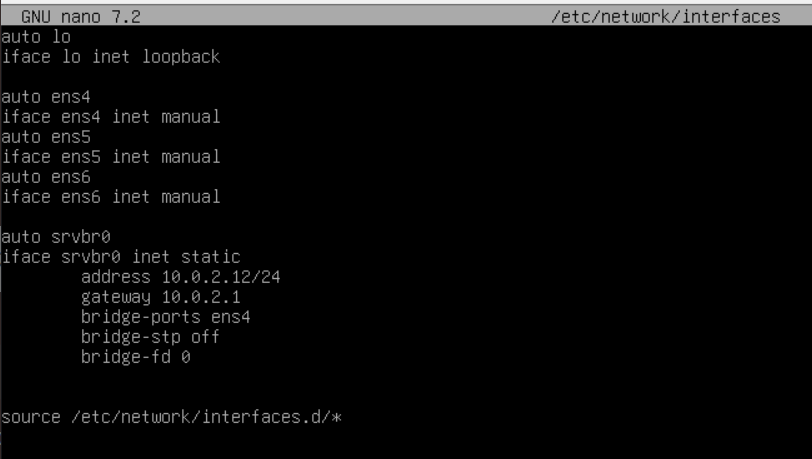 GNU nano 7.2 /etc/network/interfaces
auto lo
iface lo inet loopback
auto ens4
iface ens4 inet manual
auto ens5
iface ens5 inet manual
auto ens6
iface ens6 inet manual
auto srvbr0
iface srvbr0 inet static
address 10.0.2.12/24
gateway 10.0.2.1
bridge-ports ens4
bridge-stp off
bridge-fd 0
source /etc/network/interfaces.d/*